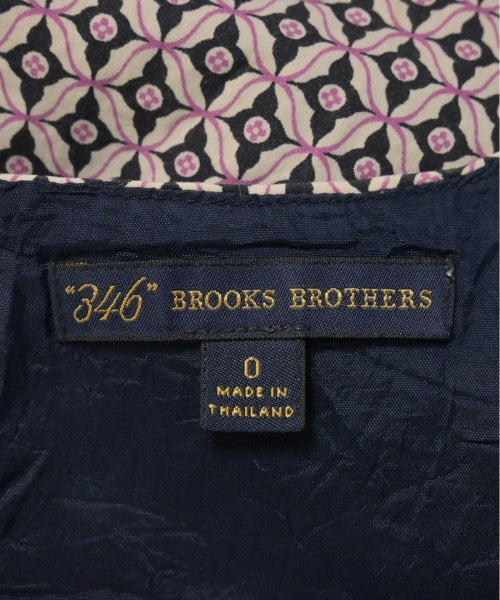 "346" BROOKS BROTHERS
0
MADE IN
THAILAND